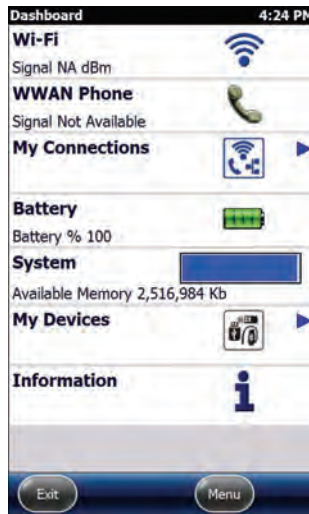 Dashboard 4:24 PM
Wi-Fi
Signal NA dBm
WWAN Phone
Signal Not Available
My Connections
Battery
Battery % 100
System
Available Memory 2,516,984 Kb
My Devices
Information
Exit Menu